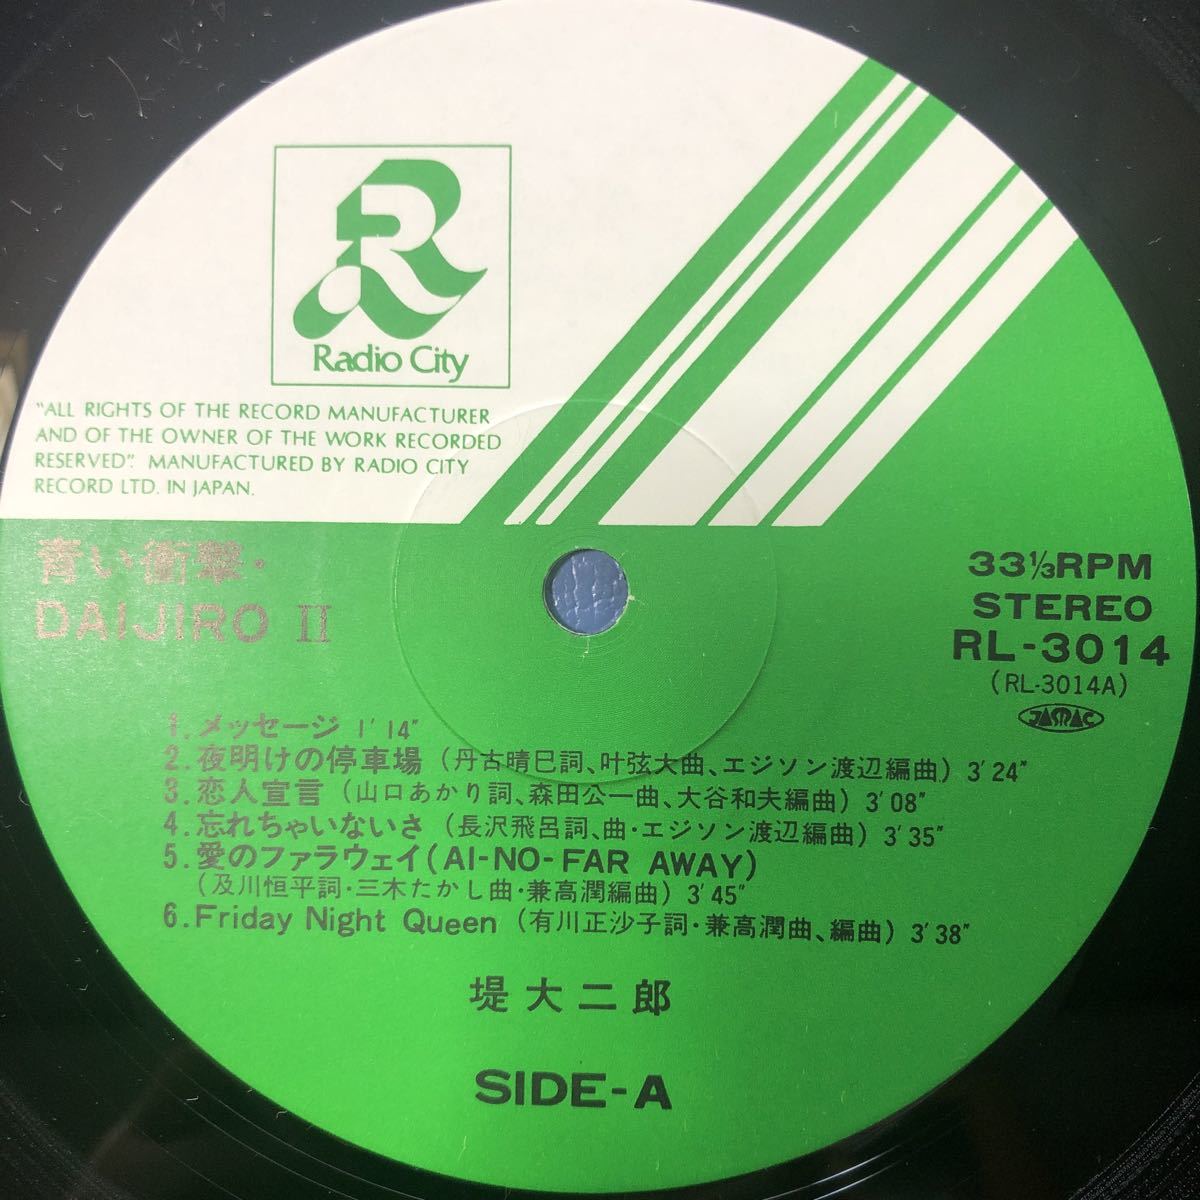 Radio City
"ALL RIGHTS OF THE RECORD MANUFACTURER
AND OF THE OWNER OF THE WORK RECORDED
RESERVED". MANUFACTURED BY RADIO CITY
RECORD LTD. IN JAPAN.
青い衝撃・
DAIJIRO II
33⅓RPM
STEREO
RL-3014
(RL-3014A)
JASRAC
1.メッセージ 1'14"
2.夜明けの停車場 (丹古晴巳詞、叶弦大曲、エジソン渡辺編曲) 3'24"
3.恋人宣言 (山口あかり詞、森田公一曲、大谷和夫編曲) 3'08"
4.忘れちゃいないさ (長沢飛呂詞、曲・エジソン渡辺編曲) 3'35"
5.愛のファラウェイ(AI-NO-FAR AWAY)
(及川恒平詞・三木たかし曲・兼高潤編曲) 3'45"
6.Friday Night Queen (有川正沙子詞・兼高潤曲、編曲) 3'38"
堤大二郎
SIDE-A